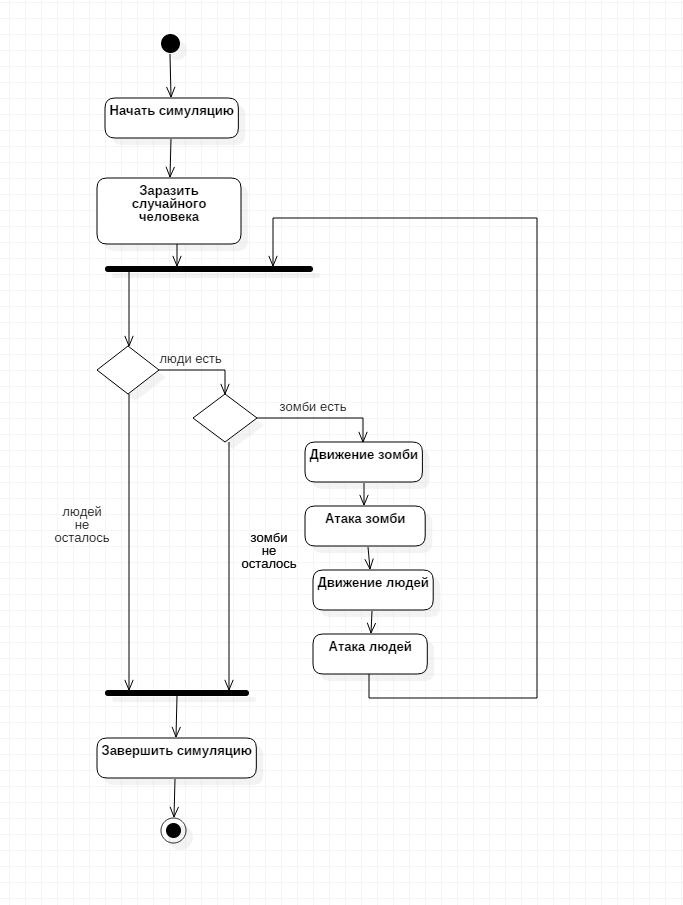 Начать симуляцию
Заразить
случайного
человека
люди есть
зомби есть
Движение зомби
Атака зомби
людей
не
осталось
зомби
не
осталось
Движение людей
Атака людей
Завершить симуляцию